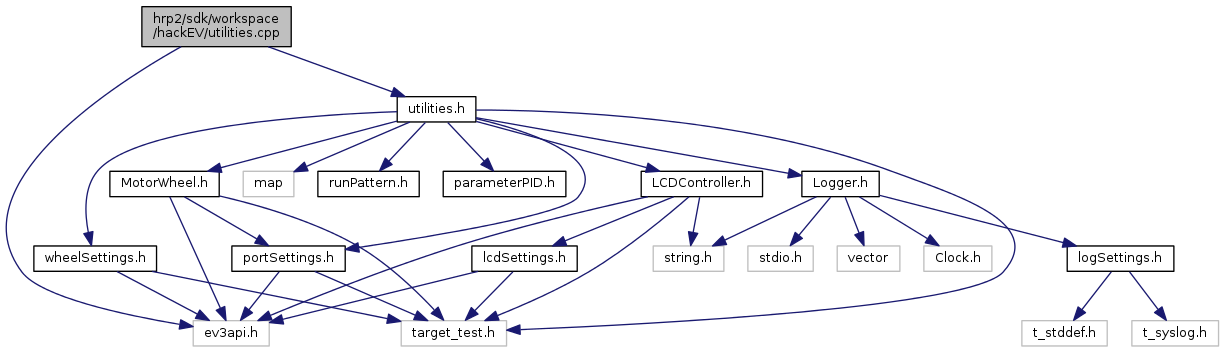 hrp2/sdk/workspace
/hackEV/utilities.cpp
utilities.h
MotorWheel.h
map
runPattern.h
parameterPID.h
LCDController.h
Logger.h
wheelSettings.h
portSettings.h
lcdSettings.h
string.h
stdio.h
vector
Clock.h
logSettings.h
ev3api.h
target_test.h
t_stddef.h
t_syslog.h